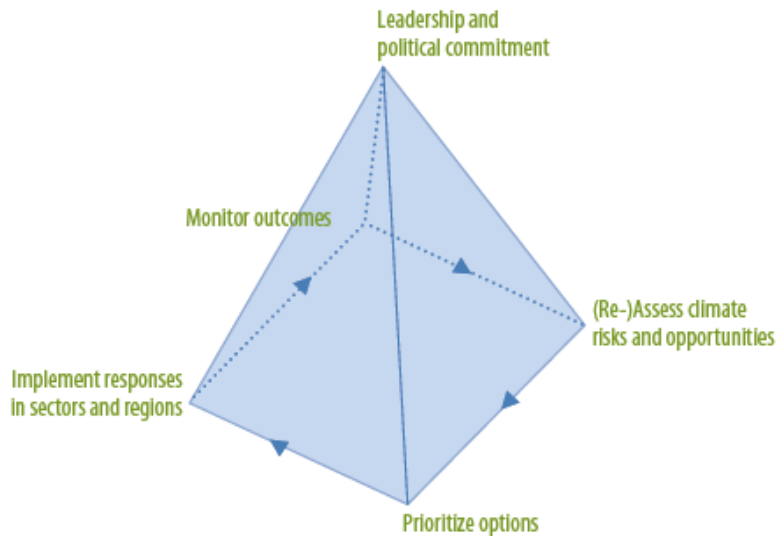 Leadership and
political commitment
Monitor outcomes
(Re-)Assess climate
risks and opportunities
Implement responses
in sectors and regions
Prioritize options